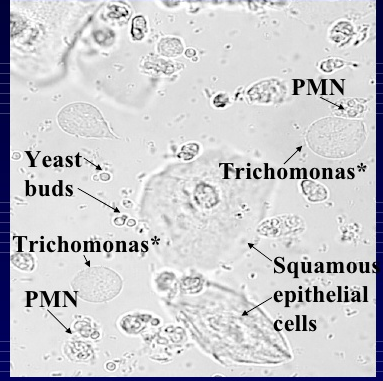 PMN
Yeast
buds
Trichomonas*
Trichomonas*
Squamous
epithelial
cells
PMN